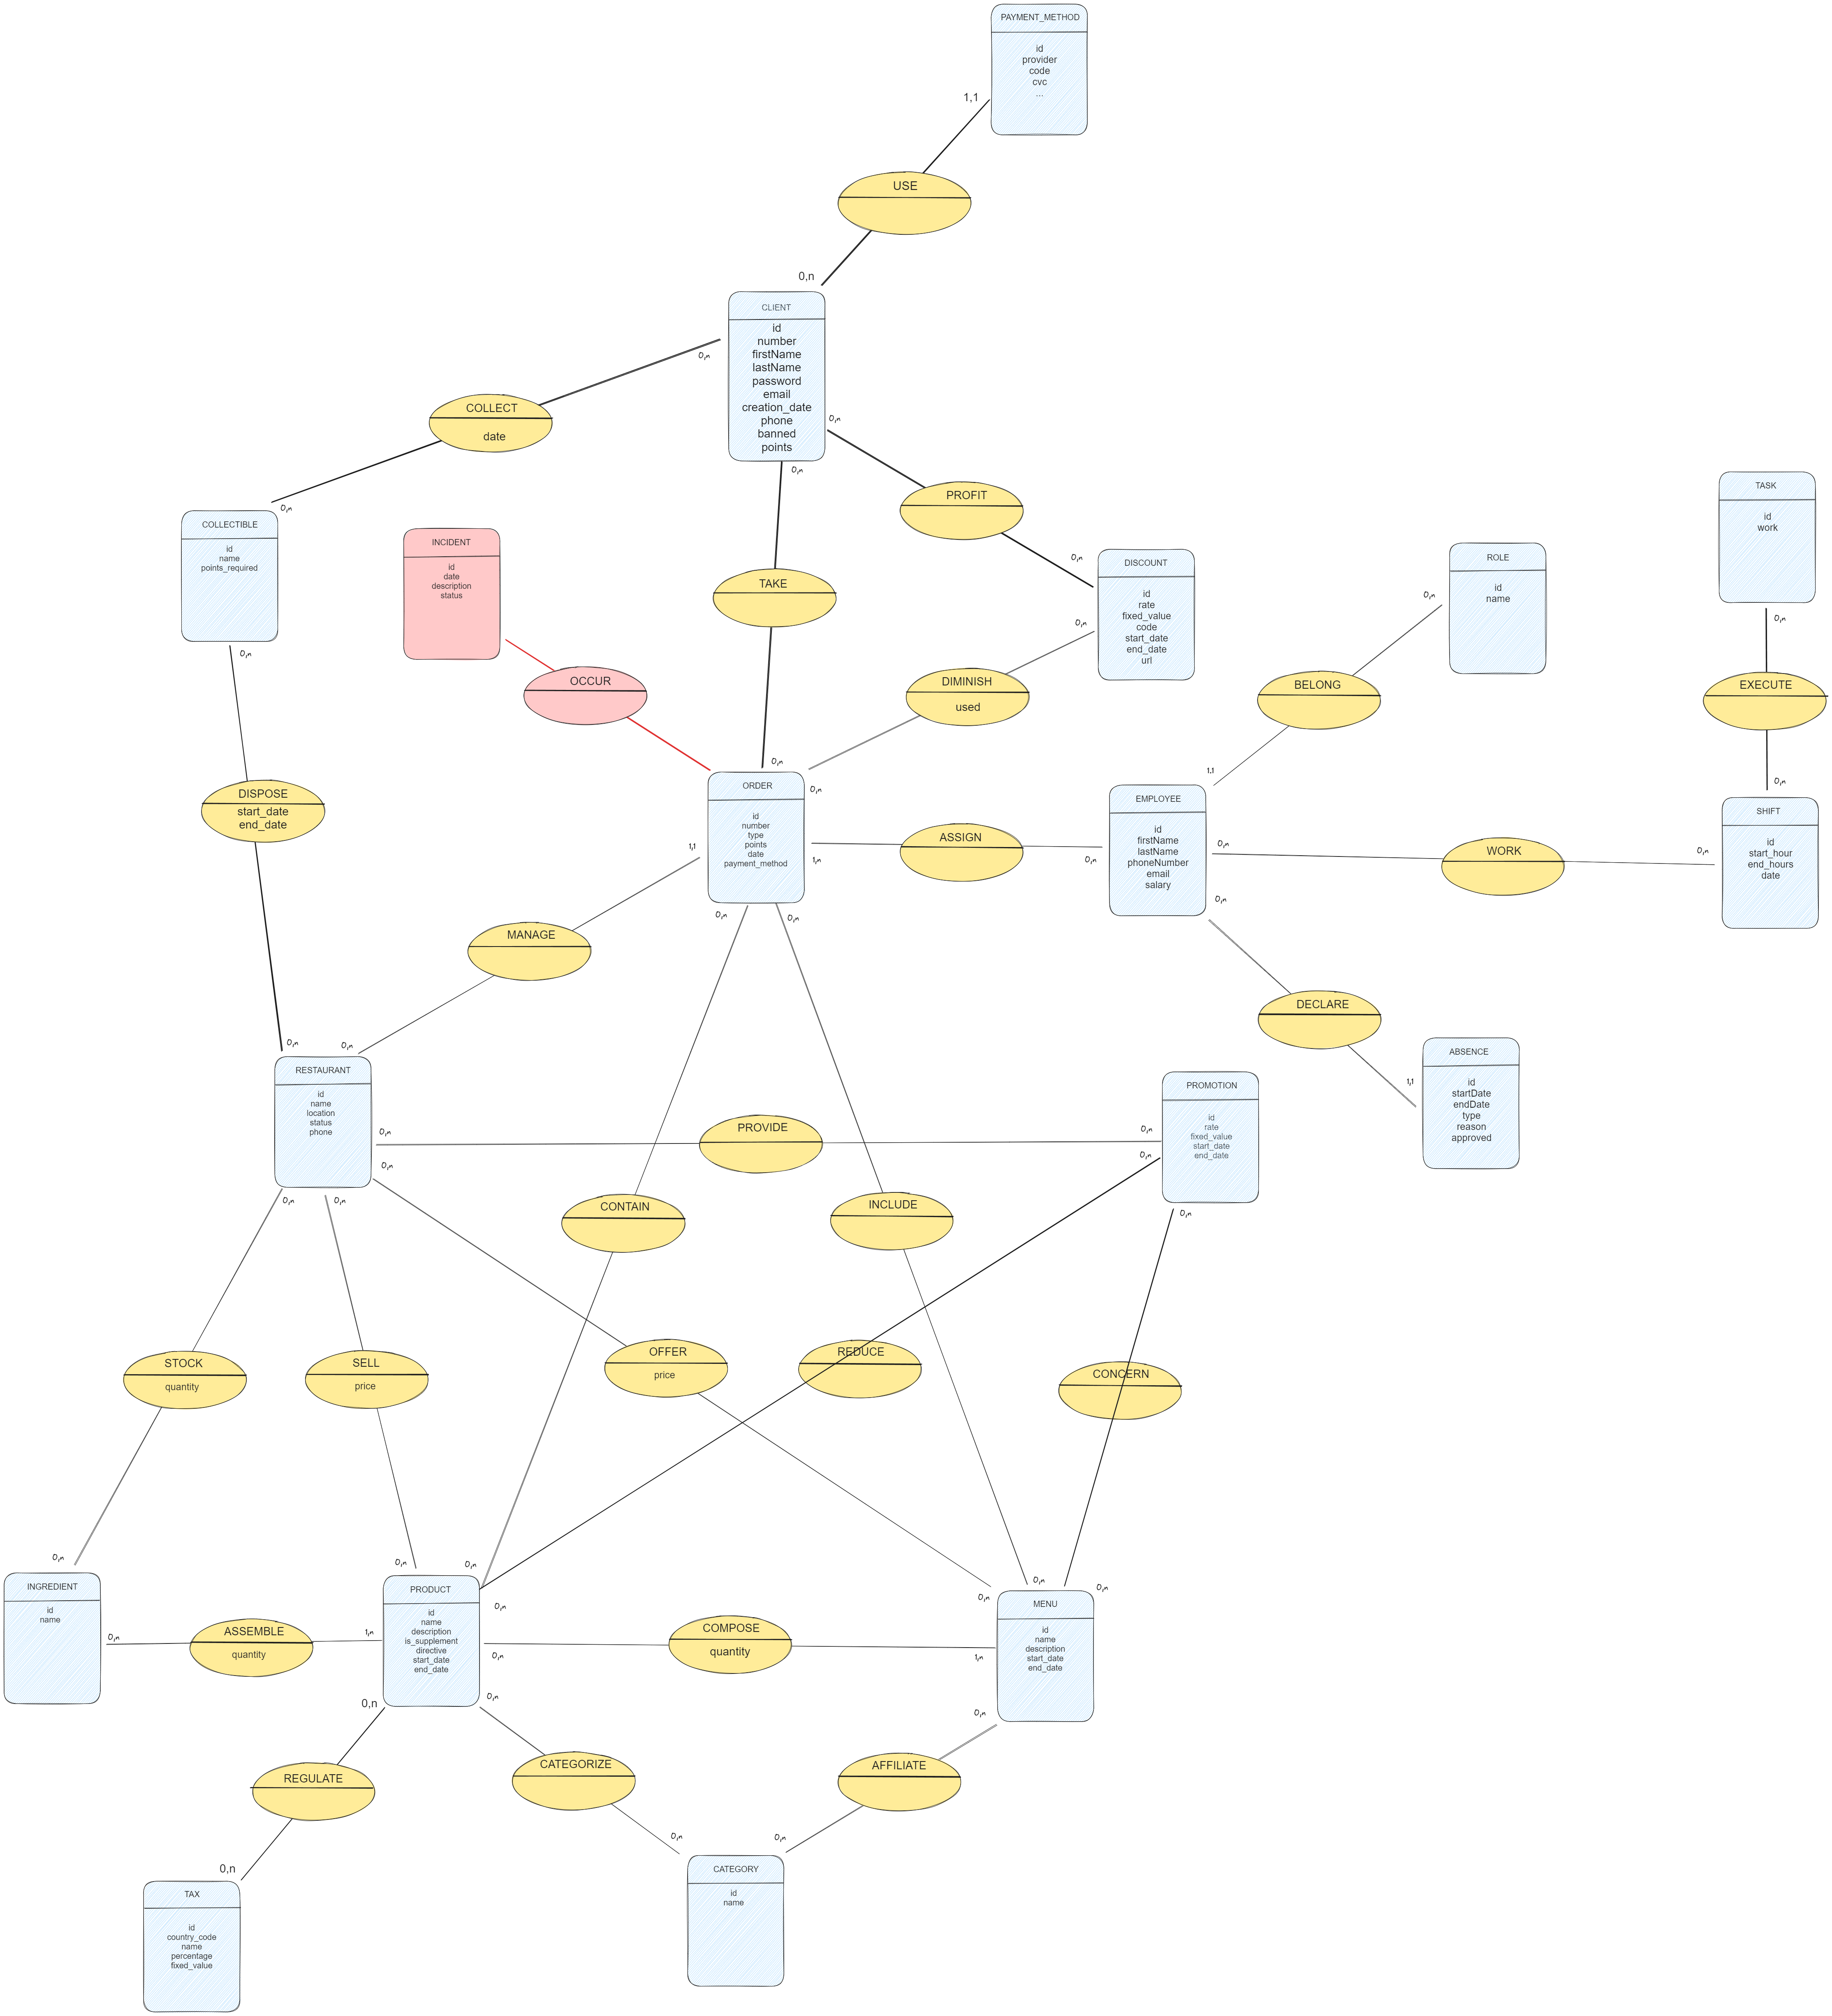 PAYMENT_METHOD
id
provider
code
cvc
...
1,1
USE
0,n
CLIENT
id
number
firstName
lastName
password
email
creation_date
phone
banned
points
0,n
COLLECT
date
0,n
0,n
0,n
PROFIT
0,n
COLLECTIBLE
id
name
points_required
0,n
INCIDENT
id
date
description
status
OCCUR
TAKE
0,n
DISCOUNT
id
rate
fixed_value
code
start_date
end_date
url
0,n
DIMINISH
used
0,n
TASK
id
work
0,n
ROLE
id
name
0,n
BELONG
1,1
EXECUTE
0,n
DISPOSE
start_date
end_date
0,n
ORDER
id
number
type
points
date
payment_method
1,1
1,n
ASSIGN
0,n
EMPLOYEE
id
firstName
lastName
phoneNumber
email
salary
0,n
WORK
0,n
SHIFT
id
start_hour
end_hours
date
0,n
0,n
0,n
MANAGE
0,n
DECLARE
1,1
ABSENCE
id
startDate
endDate
type
reason
approved
RESTAURANT
id
name
location
status
phone
0,n
PROVIDE
0,n
PROMOTION
id
rate
fixed_value
start_date
end_date
0,n
0,n
0,n
0,n
0,n
CONTAIN
INCLUDE
STOCK
quantity
SELL
price
OFFER
price
REDUCE
CONCERN
0,n
0,n
0,n
0,n
0,n
0,n
0,n
INGREDIENT
id
name
0,n
ASSEMBLE
quantity
1,n
PRODUCT
id
name
description
is_supplement
directive
start_date
end_date
0,n
COMPOSE
quantity
1,n
MENU
id
name
description
start_date
end_date
0,n
REGULATE
0,n
0,n
CATEGORIZE
0,n
0,n
AFFILIATE
0,n
TAX
id
country_code
name
percentage
fixed_value
CATEGORY
id
name